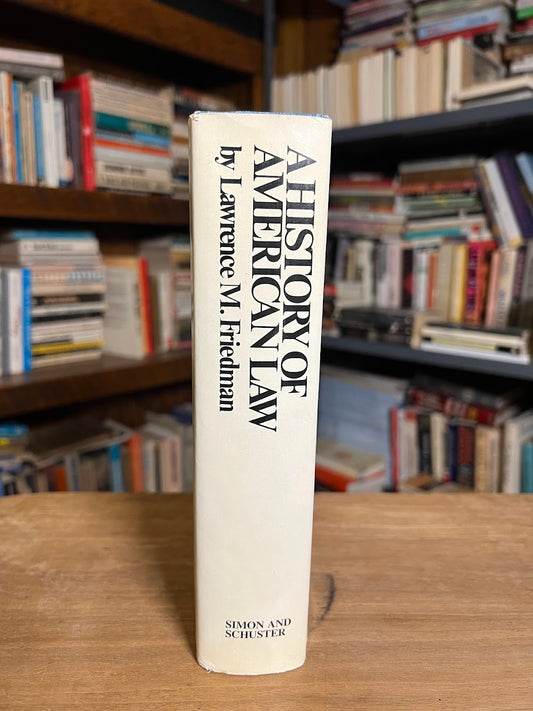 A HISTORY OF
AMERICAN LAW
by Lawrence M. Friedman
SIMON AND
SCHUSTER